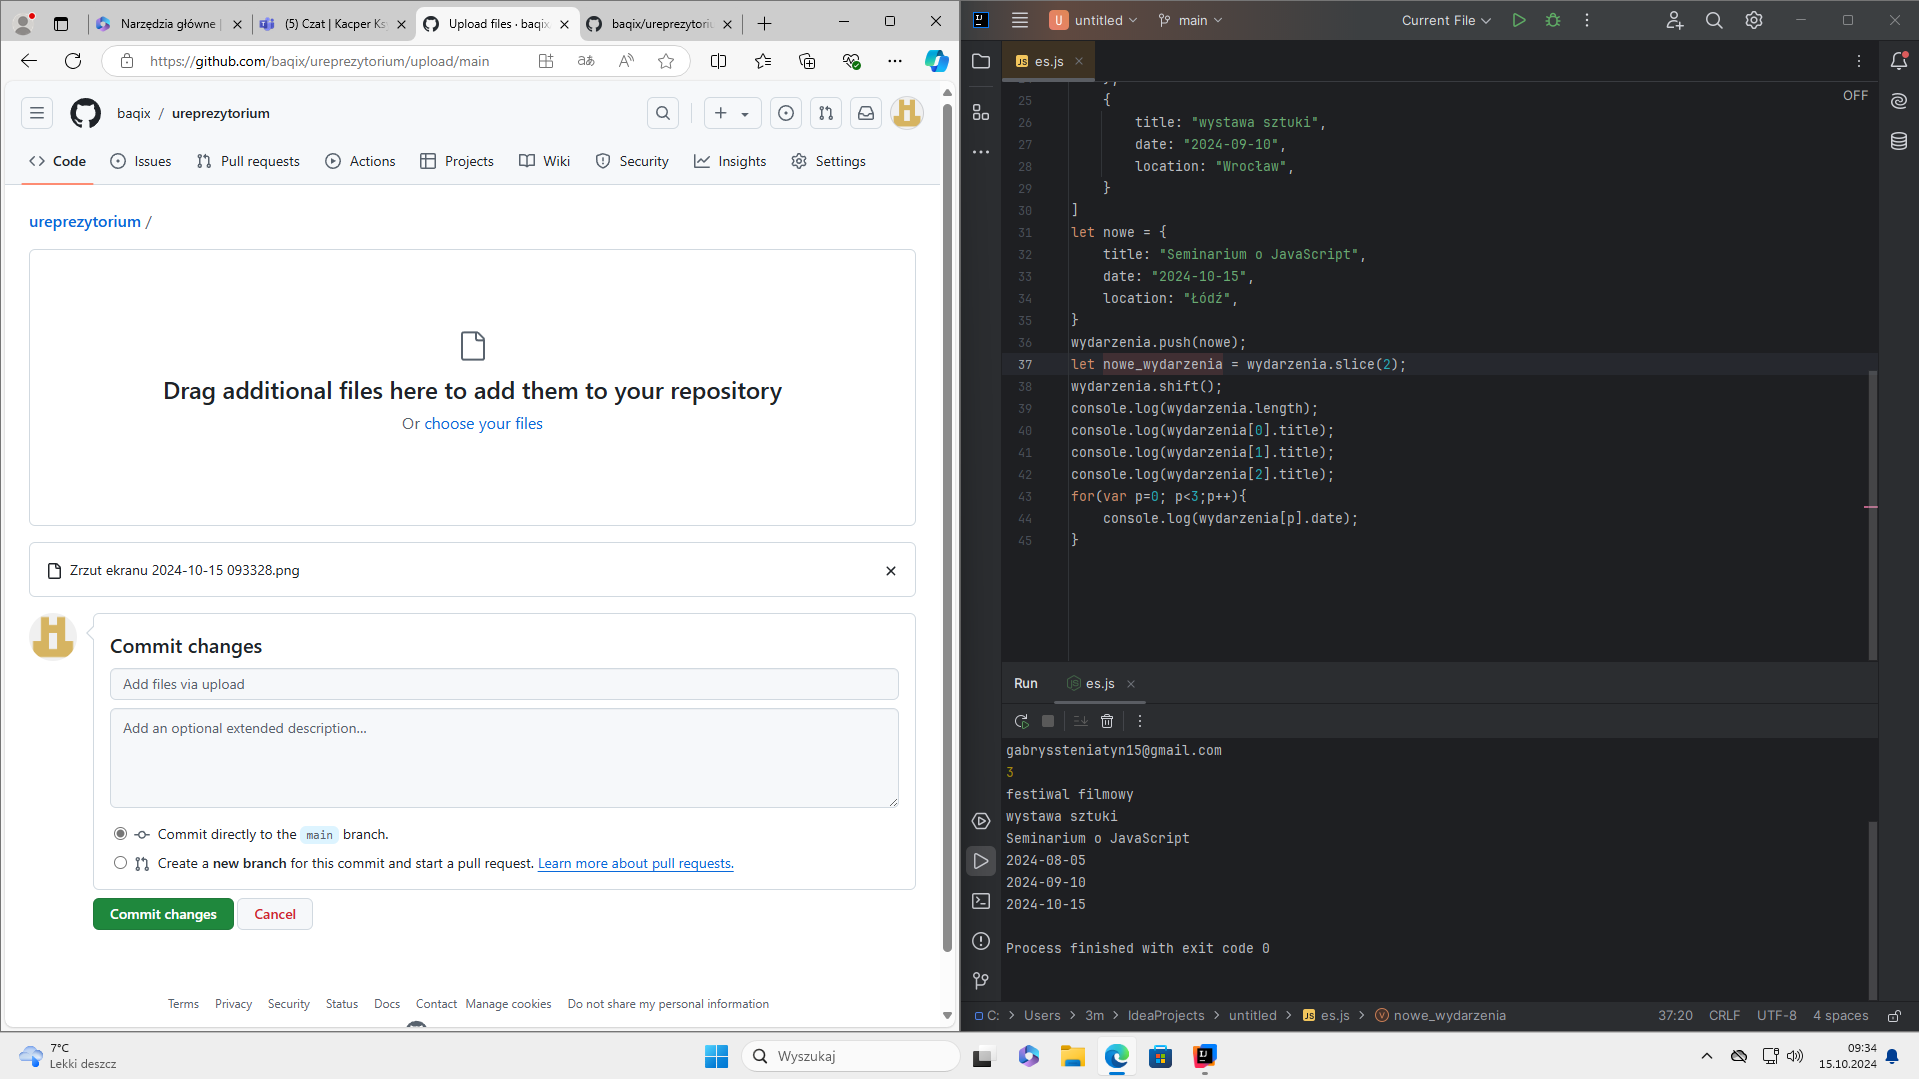 Narzędzia główne
(5) Czat | Kacper Ks
Upload files · baqix
baqix/ureprezytoriu
https://github.com/baqix/ureprezytorium/upload/main
baqix / ureprezytorium
Code
Issues
Pull requests
Actions
Projects
Wiki
Security
Insights
Settings
ureprezytorium /
Drag additional files here to add them to your repository
Or choose your files
Zrzut ekranu 2024-10-15 093328.png
Commit changes
Add files via upload
Add an optional extended description...
Commit directly to the main branch.
Create a new branch for this commit and start a pull request. Learn more about pull requests.
Commit changes
Cancel
Terms Privacy Security Status Docs Contact Manage cookies Do not share my personal information
U untitled main Current File
JS es.js
OFF
25 {
26 title: "wystawa sztuki",
27 date: "2024-09-10",
28 location: "Wrocław",
29 }
30 ]
31 let nowe = {
32 title: "Seminarium o JavaScript",
33 date: "2024-10-15",
34 location: "Łódź",
35 }
36 wydarzenia.push(nowe);
37 let nowe_wydarzenia = wydarzenia.slice(2);
38 wydarzenia.shift();
39 console.log(wydarzenia.length);
40 console.log(wydarzenia[0].title);
41 console.log(wydarzenia[1].title);
42 console.log(wydarzenia[2].title);
43 for(var p=0; p<3;p++){
44 console.log(wydarzenia[p].date);
45 }
Run es.js
gabryssteniatyn15@gmail.com
3
festiwal filmowy
wystawa sztuki
Seminarium o JavaScript
2024-08-05
2024-09-10
2024-10-15
Process finished with exit code 0
C: > Users > 3m > IdeaProjects > untitled > JS es.js > nowe_wydarzenia
37:20 CRLF UTF-8 4 spaces
7°C
Lekki deszcz
Wyszukaj
09:34
15.10.2024